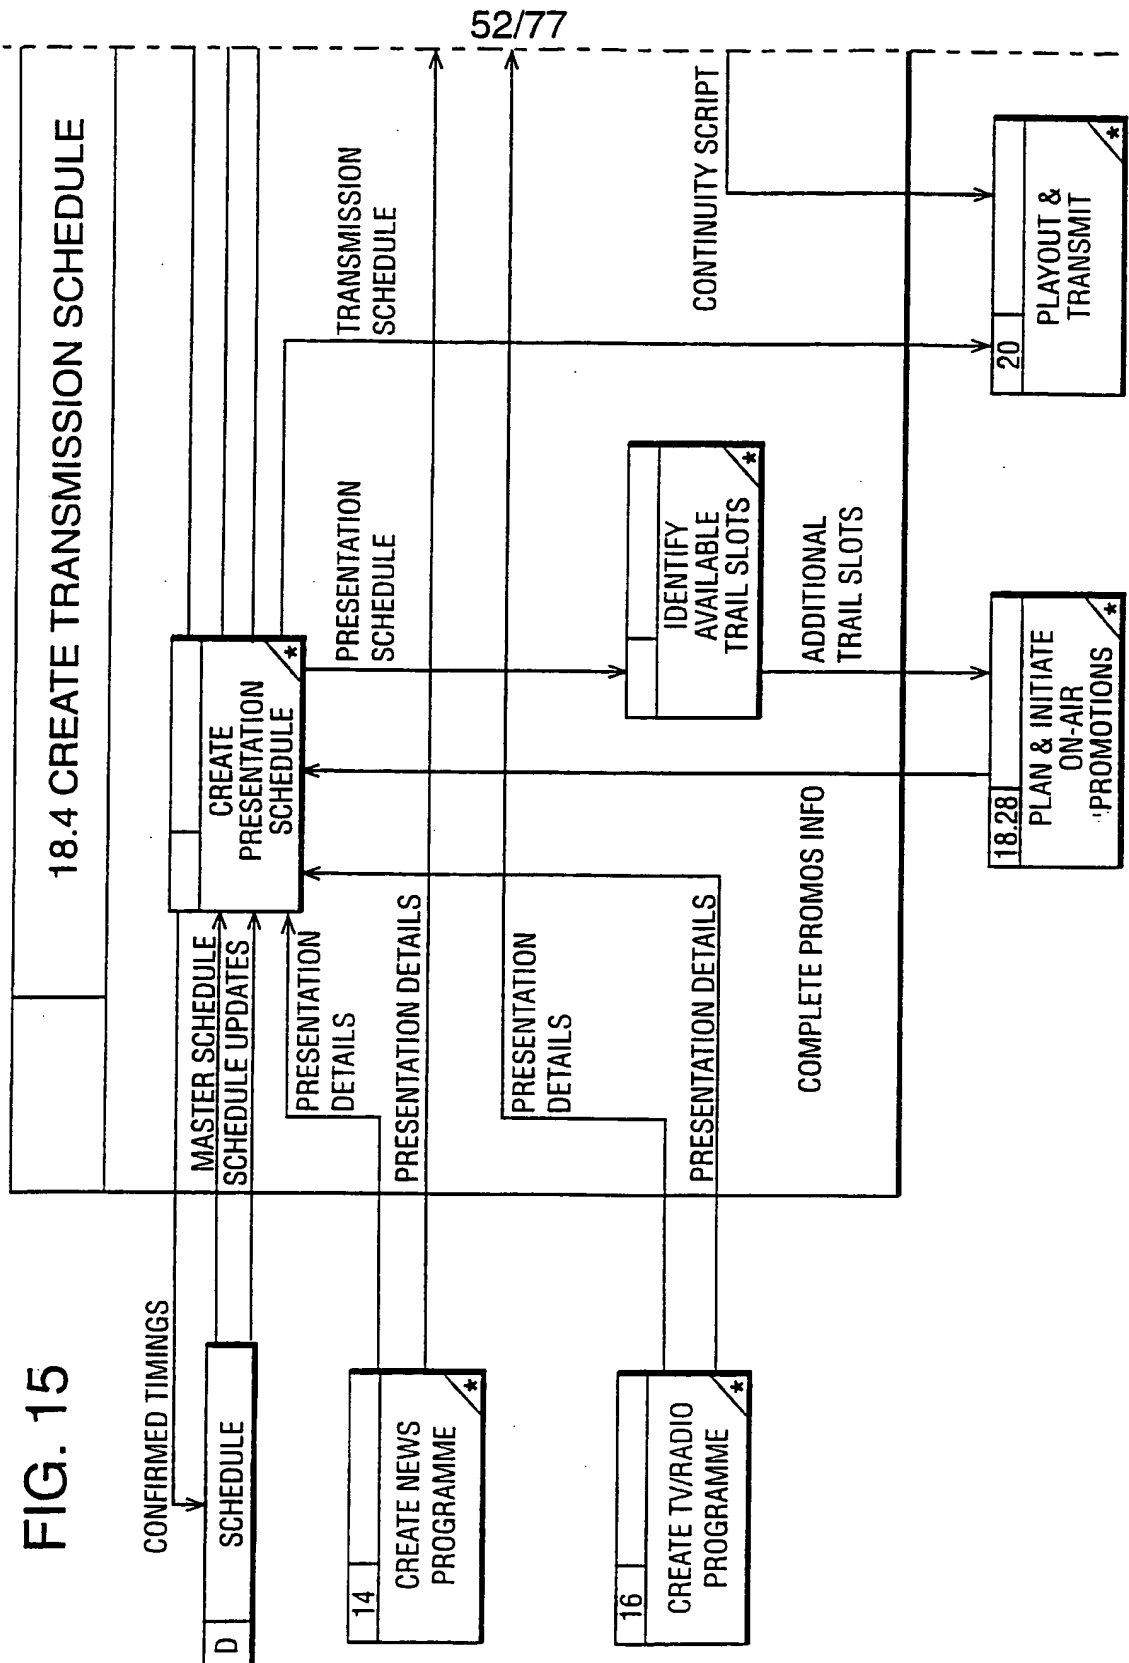 52/77
FIG. 15
18.4 CREATE TRANSMISSION SCHEDULE
CONFIRMED TIMINGS
D
SCHEDULE
MASTER SCHEDULE
SCHEDULE UPDATES
CREATE
PRESENTATION
SCHEDULE
*
PRESENTATION
DETAILS
PRESENTATION
SCHEDULE
TRANSMISSION
SCHEDULE
14
CREATE NEWS
PROGRAMME
*
PRESENTATION DETAILS
PRESENTATION
DETAILS
16
CREATE TV/RADIO
PROGRAMME
*
PRESENTATION DETAILS
IDENTIFY
AVAILABLE
TRAIL SLOTS
*
CONTINUITY SCRIPT
COMPLETE PROMOS INFO
ADDITIONAL
TRAIL SLOTS
18.28
PLAN & INITIATE
ON-AIR
PROMOTIONS
*
20
PLAYOUT &
TRANSMIT
*